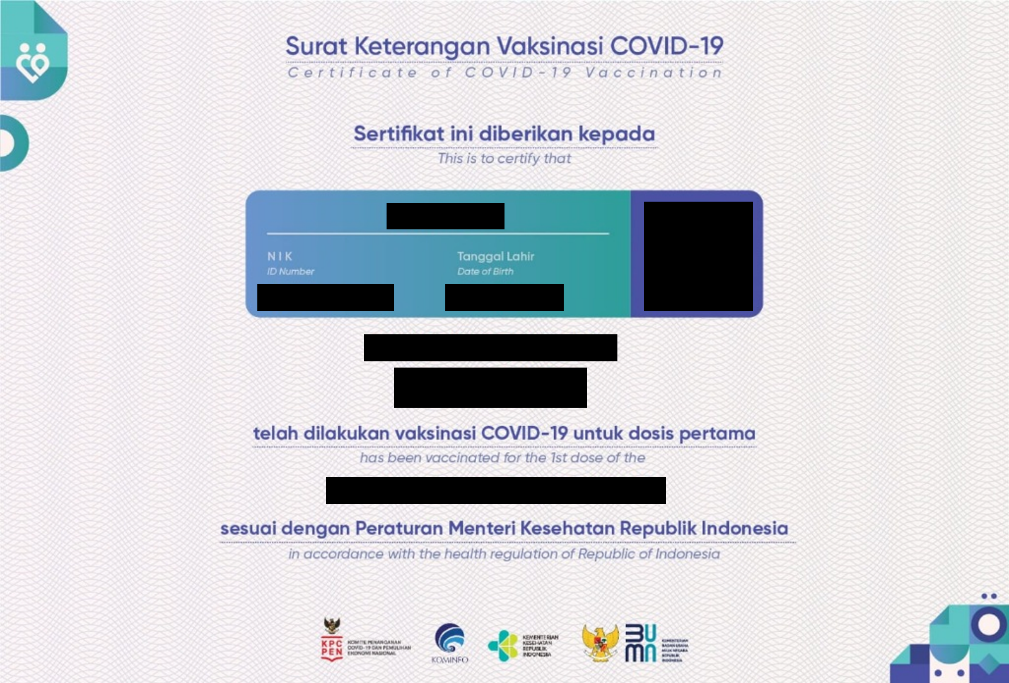 Surat Keterangan Vaksinasi COVID-19
Certificate of COVID-19 Vaccination
Sertifikat ini diberikan kepada
This is to certify that
NIK
ID Number
Tanggal Lahir
Date of Birth
telah dilakukan vaksinasi COVID-19 untuk dosis pertama
has been vaccinated for the 1st dose of the
sesuai dengan Peraturan Menteri Kesehatan Republik Indonesia
in accordance with the health regulation of Republic of Indonesia
KPC
PEN
KOMITE PENANGANAN
COVID-19 DAN PEMULIHAN
EKONOMI NASIONAL
KOMINFO
KEMENTERIAN
KESEHATAN
REPUBLIK
INDONESIA
BU
MN
KEMENTERIAN
BADAN USAHA
MILIK NEGARA
REPUBLIK
INDONESIA